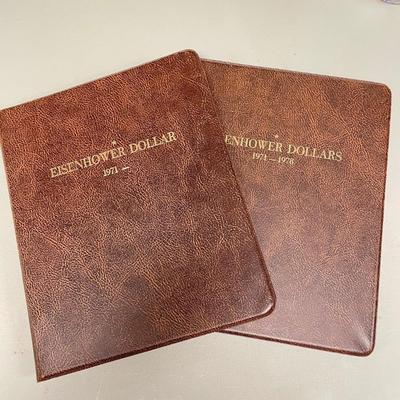 EISENHOWER DOLLAR
1971 —
ENHOWER DOLLARS
1971 — 1978